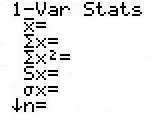 1-Var Stats
x̄=
Σx=
Σx²=
Sx=
σx=
↓n=